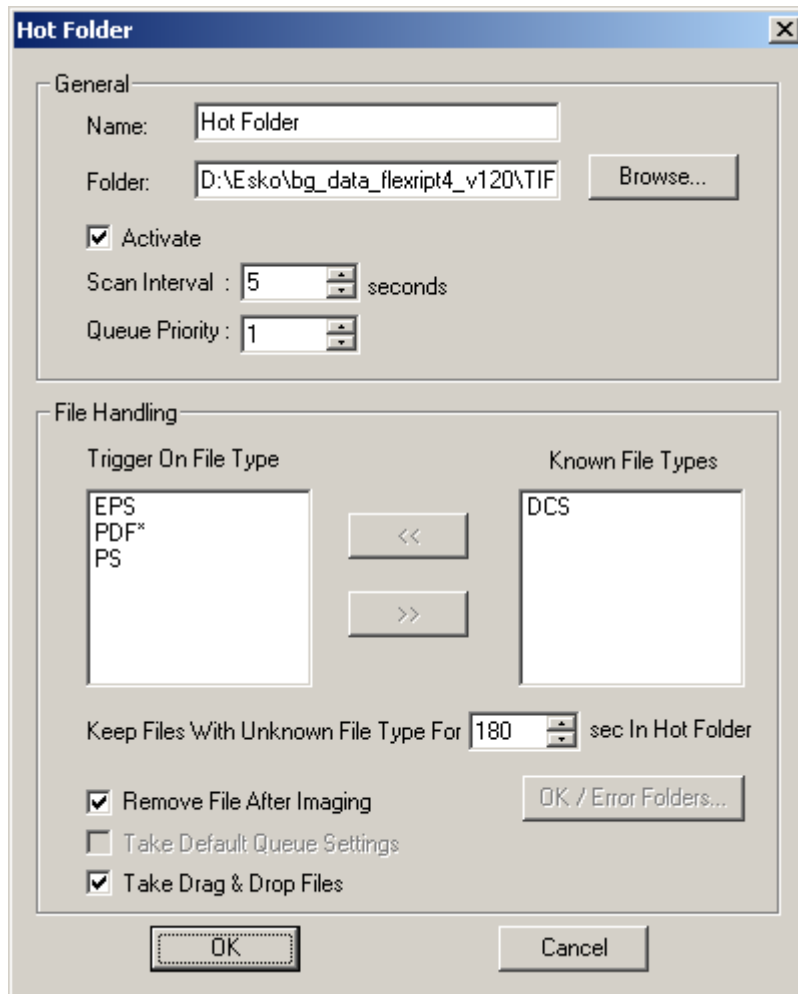 Hot Folder
General
Name: Hot Folder
Folder: D:\Esko\bg_data_flexript4_v120\TIF Browse...
Activate
Scan Interval : 5 seconds
Queue Priority : 1
File Handling
Trigger On File Type Known File Types
EPS DCS
PDF*
PS
<<
>>
Keep Files With Unknown File Type For 180 sec In Hot Folder
Remove File After Imaging OK / Error Folders...
Take Default Queue Settings
Take Drag & Drop Files
OK Cancel